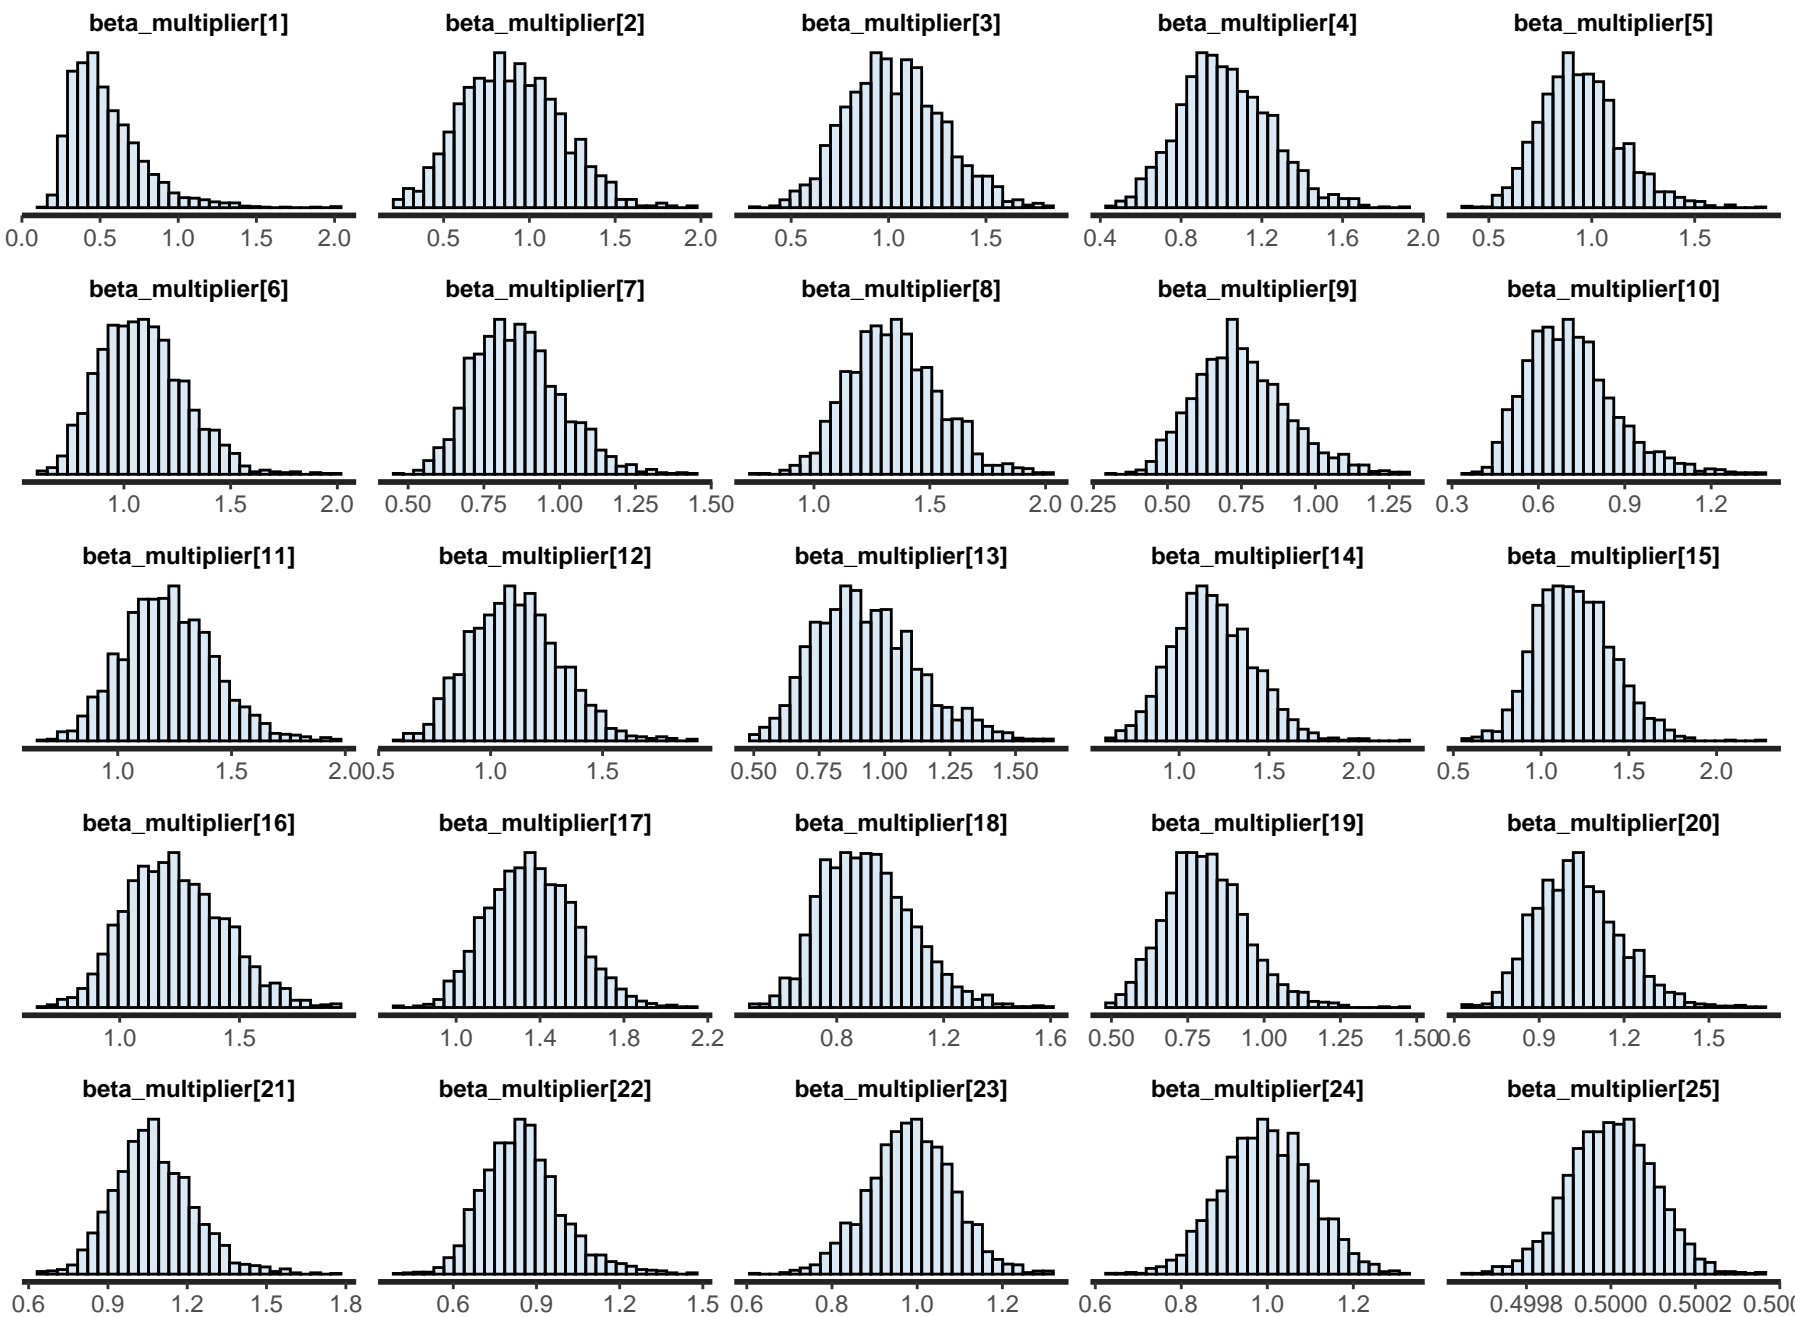 beta_multiplier[1] beta_multiplier[2] beta_multiplier[3] beta_multiplier[4] beta_multiplier[5]
0.0 0.5 1.0 1.5 2.0 0.5 1.0 1.5 2.0 0.5 1.0 1.5 0.4 0.8 1.2 1.6 2.0 0.5 1.0 1.5
beta_multiplier[6] beta_multiplier[7] beta_multiplier[8] beta_multiplier[9] beta_multiplier[10]
1.0 1.5 2.0 0.50 0.75 1.00 1.25 1.50 1.0 1.5 2.0 0.25 0.50 0.75 1.00 1.25 0.3 0.6 0.9 1.2
beta_multiplier[11] beta_multiplier[12] beta_multiplier[13] beta_multiplier[14] beta_multiplier[15]
1.0 1.5 2.0 0.5 1.0 1.5 0.50 0.75 1.00 1.25 1.50 1.0 1.5 2.0 0.5 1.0 1.5 2.0
beta_multiplier[16] beta_multiplier[17] beta_multiplier[18] beta_multiplier[19] beta_multiplier[20]
1.0 1.5 1.0 1.4 1.8 2.2 0.8 1.2 1.6 0.50 0.75 1.00 1.25 1.50 0.6 0.9 1.2 1.5
beta_multiplier[21] beta_multiplier[22] beta_multiplier[23] beta_multiplier[24] beta_multiplier[25]
0.6 0.9 1.2 1.5 1.8 0.6 0.9 1.2 1.5 0.6 0.8 1.0 1.2 0.6 0.8 1.0 1.2 0.4998 0.5000 0.5002